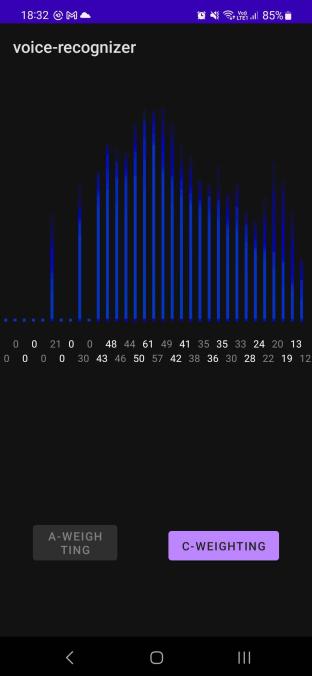 18:32
85%
voice-recognizer
0 0 21 0 0 48 44 61 49 41 35 35 33 24 20 13
0 0 0 0 30 43 46 50 57 42 38 36 30 28 22 19 12
A-WEIGH
TING
C-WEIGHTING